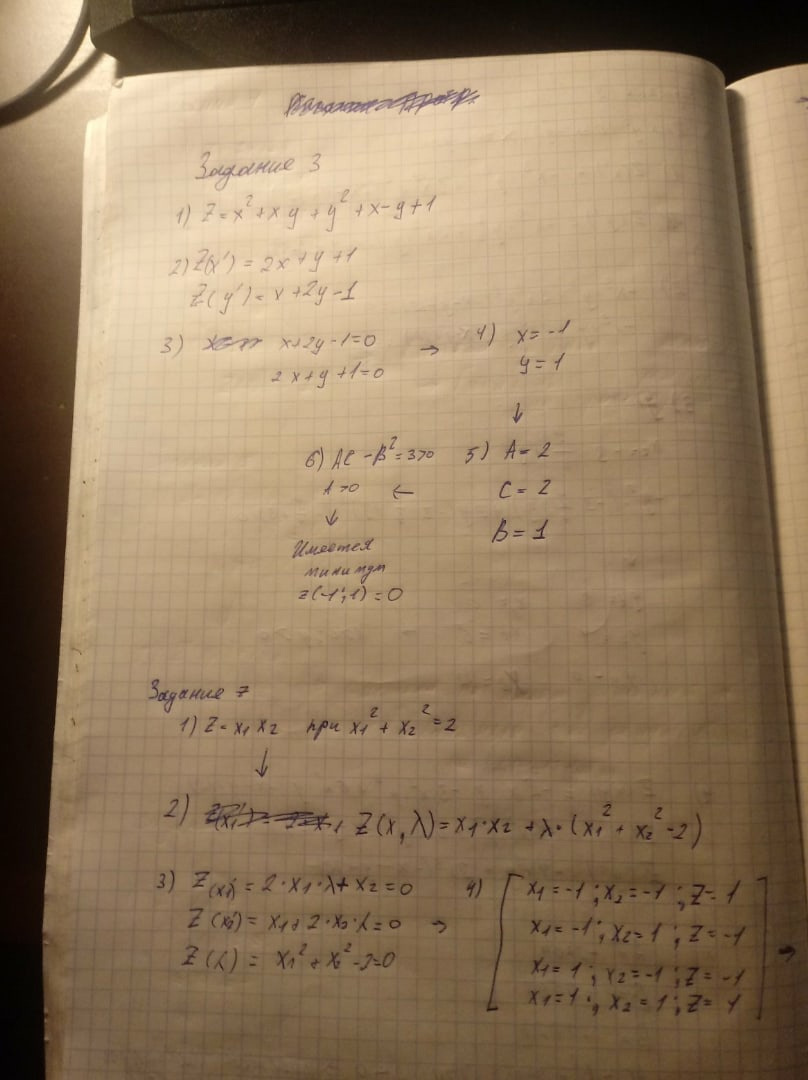 Задание 3
1) Z=x²+xy+y²+x-y+1
2) Z(x')=2x+y+1
Z(y')=x+2y-1
3) x+2y-1=0
2x+y+1=0
→ 4) x=-1
y=1
↓
5) A=2
C=2
B=1
←
6) AC-B²=3>0
A>0
↓
Имеется
минимум
z(-1;1)=0
Задание 7
1) Z=x₁x₂ при x₁²+x₂²=2
↓
2) Z(x,λ)=x₁·x₂+λ·(x₁²+x₂²-2)
3) Z(x₁')=2·x₁·λ+x₂=0
Z(x₂')=x₁+2·x₂·λ=0 →
Z(λ)=x₁²+x₂²-2=0
4) x₁=-1; x₂=-1; Z=1
x₁=-1; x₂=1; Z=-1
x₁=1; x₂=-1; Z=-1
x₁=1; x₂=1; Z=1
→